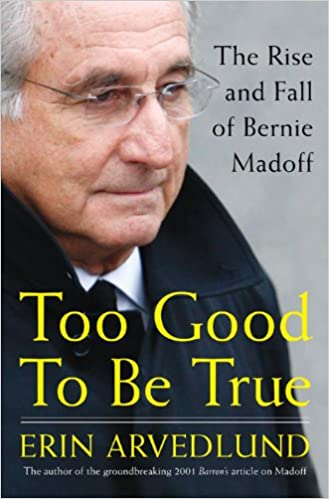 The Rise
and Fall
of Bernie
Madoff
Too Good
To Be True
ERIN ARVEDLUND
The author of the groundbreaking 2001 Barron's article on Madoff